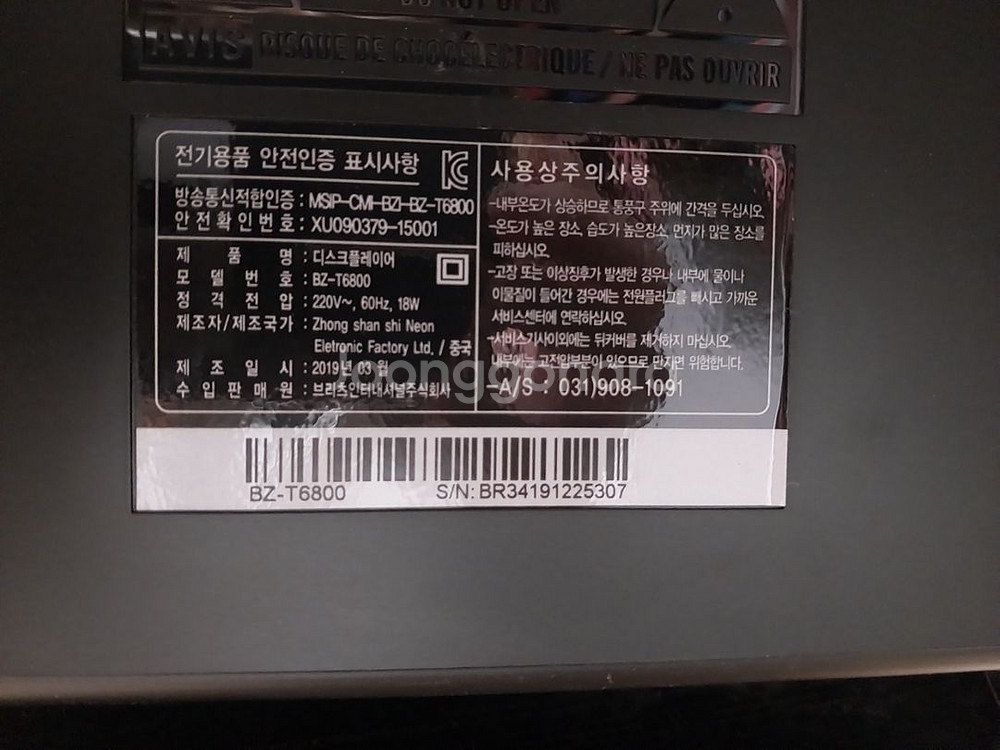 DO NOT OPEN
AVIS RISQUE DE CHOC ÉLECTRIQUE / NE PAS OUVRIR
전기용품 안전인증 표시사항
방송통신적합인증 : MSIP-CMI-BZI-BZ-T6800
안전확인번호 : XU090379-15001
제품명 : 디스크플레이어
모델번호 : BZ-T6800
정격전압 : 220V~, 60Hz, 18W
제조자/제조국가 : Zhong shan shi Neon
Eletronic Factory Ltd. / 중국
제조일시 : 2019년 03월
수입판매원 : 브리츠인터내셔널주식회사
사용상주의사항
-내부온도가 상승하므로 통풍구 주위에 간격을 두십시오.
-온도가 높은 장소, 습도가 높은장소, 먼지가 많은 장소를
피하십시오.
-고장 또는 이상징후가 발생한 경우나 내부에 물이나
이물질이 들어간 경우에는 전원플러그를 빼시고 가까운
서비스센터에 연락하십시오.
-서비스기사이외에는 뒤커버를 제거하지 마십시오.
내부에는 고전압부분이 있으므로 만지면 위험합니다.
-A/S 031)908-1091
BZ-T6800
S/N: BR34191225307